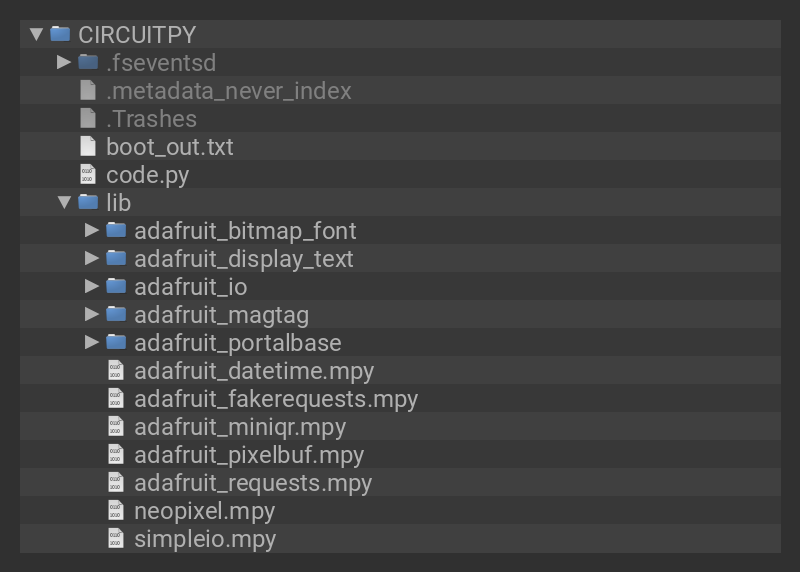 CIRCUITPY
.fseventsd
.metadata_never_index
.Trashes
boot_out.txt
code.py
lib
adafruit_bitmap_font
adafruit_display_text
adafruit_io
adafruit_magtag
adafruit_portalbase
adafruit_datetime.mpy
adafruit_fakerequests.mpy
adafruit_miniqr.mpy
adafruit_pixelbuf.mpy
adafruit_requests.mpy
neopixel.mpy
simpleio.mpy